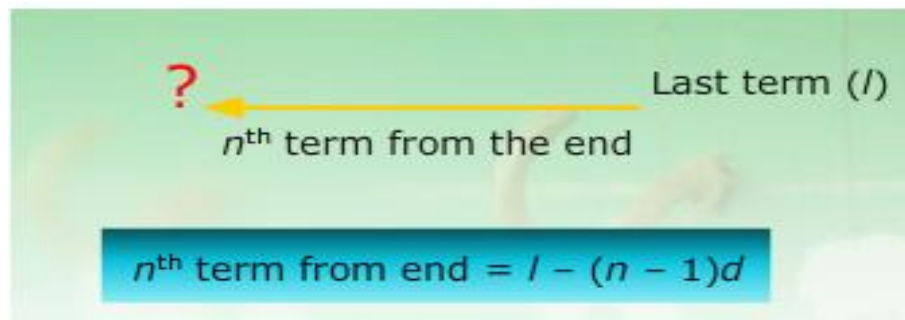 ?
Last term (l)
nth term from the end
nth term from end = l – (n – 1)d